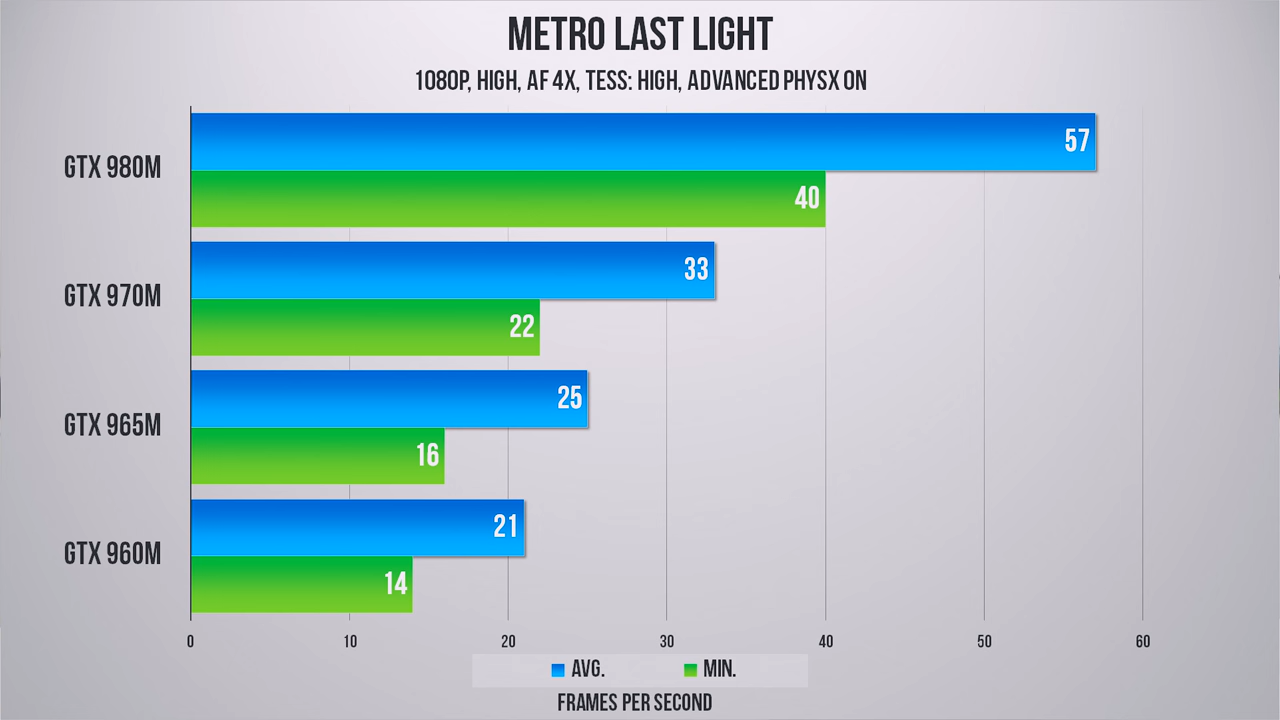 METRO LAST LIGHT
1080P, HIGH, AF 4X, TESS: HIGH, ADVANCED PHYSX ON
GTX 980M
57
40
GTX 970M
33
22
GTX 965M
25
16
GTX 960M
21
14
0 10 20 30 40 50 60
AVG. MIN.
FRAMES PER SECOND